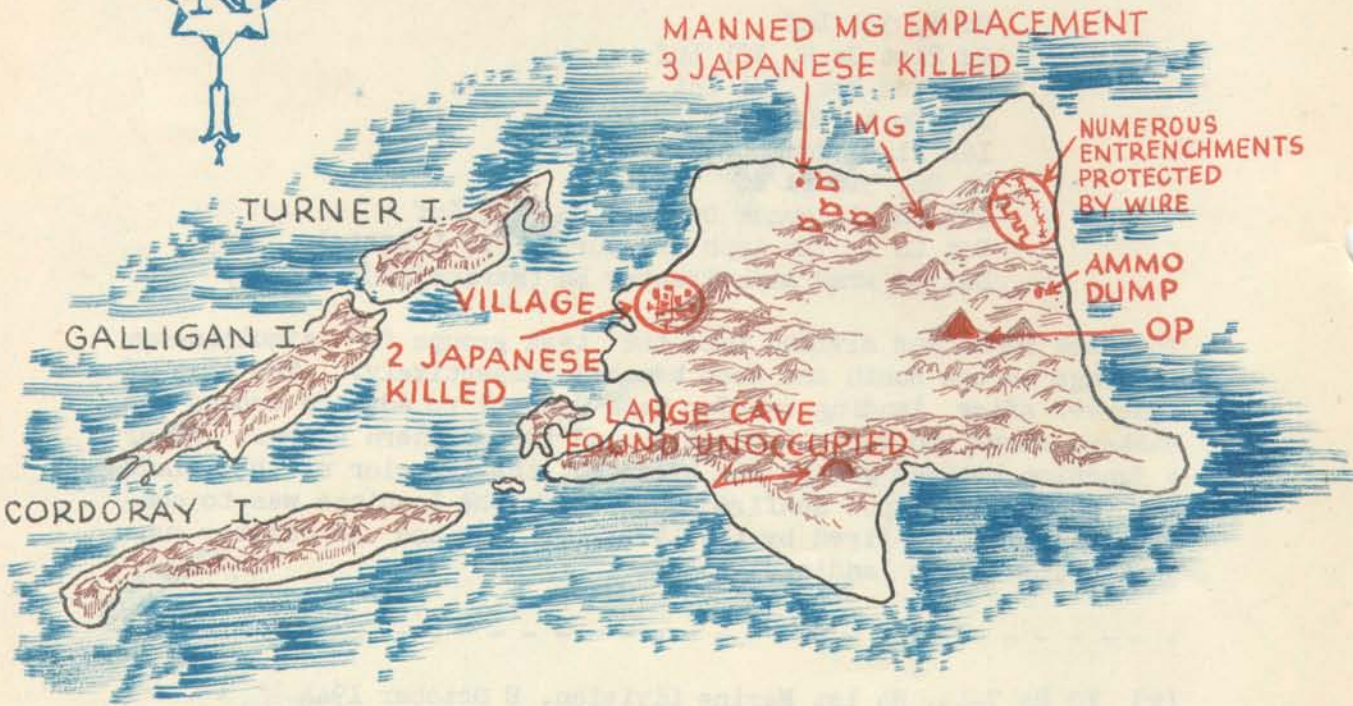 N
MANNED MG EMPLACEMENT
3 JAPANESE KILLED
MG
NUMEROUS
ENTRENCHMENTS
PROTECTED
BY WIRE
TURNER I.
AMMO
DUMP
VILLAGE
OP
GALLIGAN I.
2 JAPANESE
KILLED
LARGE CAVE
FOUND UNOCCUPIED
CORDORAY I.